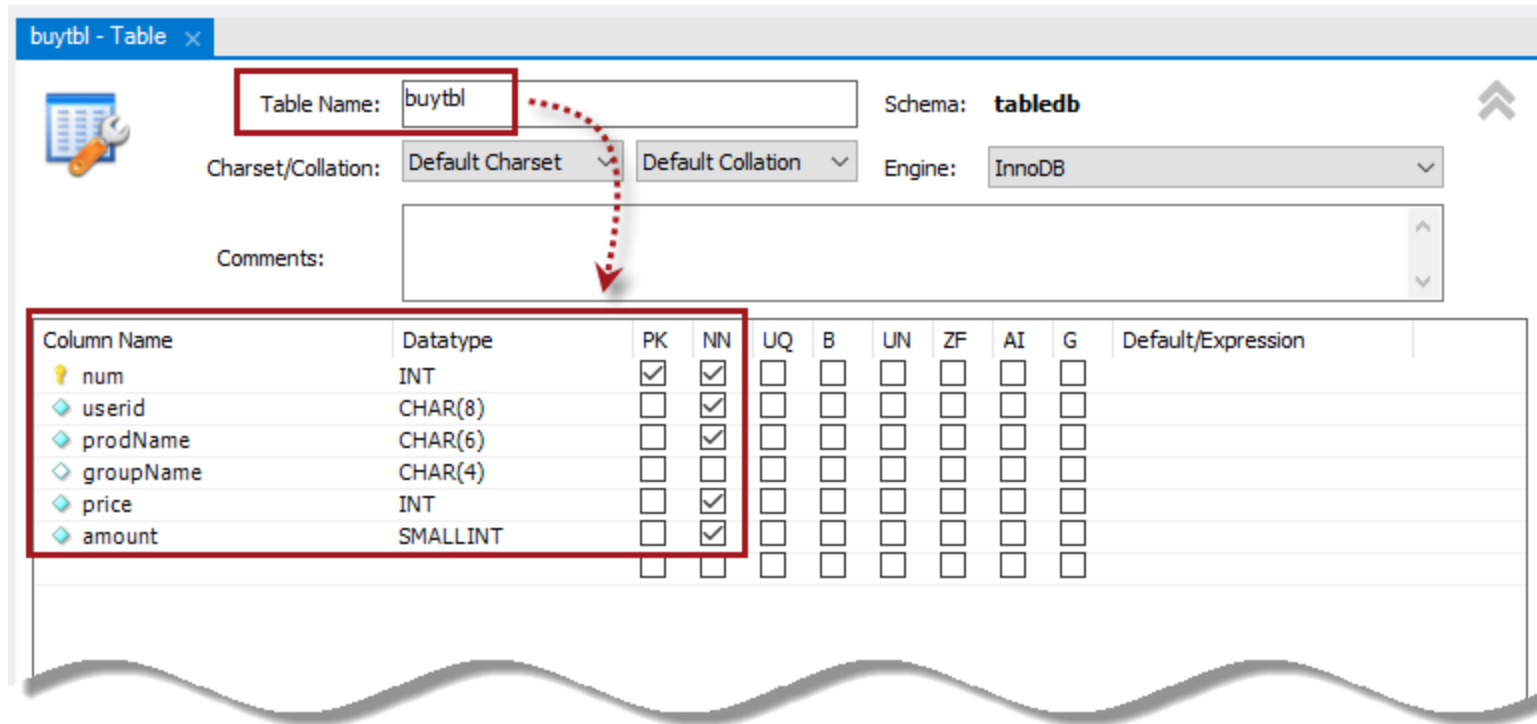 buytbl - Table ×
Table Name: buytbl Schema: tabledb
Charset/Collation: Default Charset Default Collation Engine: InnoDB
Comments:
Column Name Datatype PK NN UQ B UN ZF AI G Default/Expression
num INT
userid CHAR(8)
prodName CHAR(6)
groupName CHAR(4)
price INT
amount SMALLINT